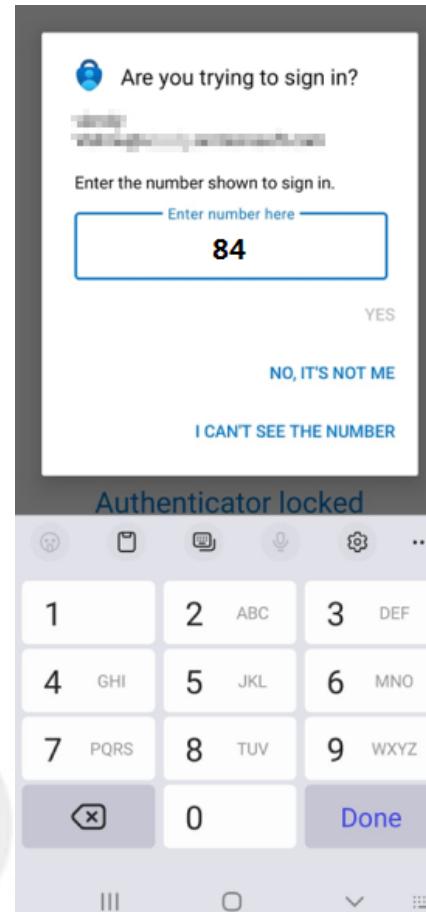 Are you trying to sign in?
Enter the number shown to sign in.
Enter number here
84
YES
NO, IT'S NOT ME
I CAN'T SEE THE NUMBER
Authenticator locked
1 2 ABC 3 DEF
4 GHI 5 JKL 6 MNO
7 PQRS 8 TUV 9 WXYZ
0 Done